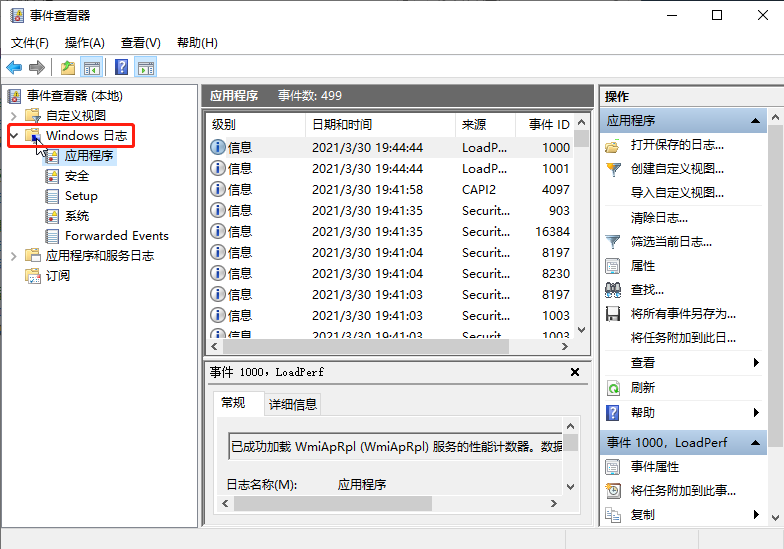 事件查看器
文件(F) 操作(A) 查看(V) 帮助(H)
事件查看器 (本地)
自定义视图
Windows 日志
应用程序
安全
Setup
系统
Forwarded Events
应用程序和服务日志
订阅
应用程序 事件数: 499
级别 日期和时间 来源 事件 ID
信息 2021/3/30 19:44:44 LoadP... 1000
信息 2021/3/30 19:44:44 LoadP... 1001
信息 2021/3/30 19:41:58 CAPI2 4097
信息 2021/3/30 19:41:35 Securit... 903
信息 2021/3/30 19:41:35 Securit... 16384
信息 2021/3/30 19:41:04 Securit... 8197
信息 2021/3/30 19:41:04 Securit... 8230
信息 2021/3/30 19:41:03 Securit... 8197
信息 2021/3/30 19:41:03 Securit... 1003
信息 2021/3/30 19:41:03 Securit... 1003
事件 1000，LoadPerf
常规 详细信息
已成功加载 WmiApRpl (WmiApRpl) 服务的性能计数器。数据
日志名称(M): 应用程序
操作
应用程序
打开保存的日志...
创建自定义视图...
导入自定义视图...
清除日志...
筛选当前日志...
属性
查找...
将所有事件另存为...
将任务附加到此日...
查看
刷新
帮助
事件 1000，LoadPerf
事件属性
将任务附加到此事...
复制